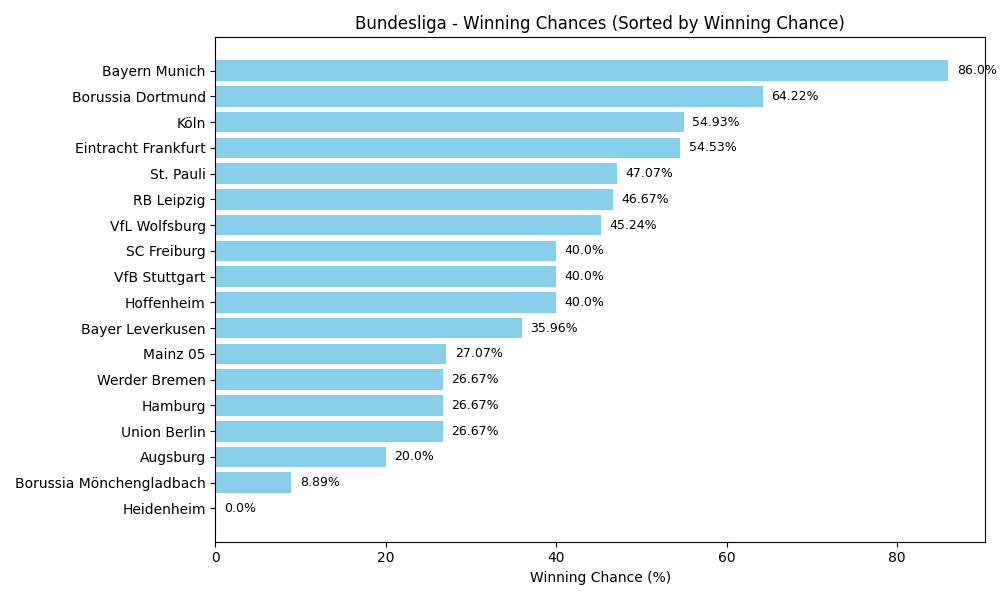 Bundesliga - Winning Chances (Sorted by Winning Chance)
Bayern Munich 86.0%
Borussia Dortmund 64.22%
Köln 54.93%
Eintracht Frankfurt 54.53%
St. Pauli 47.07%
RB Leipzig 46.67%
VfL Wolfsburg 45.24%
SC Freiburg 40.0%
VfB Stuttgart 40.0%
Hoffenheim 40.0%
Bayer Leverkusen 35.96%
Mainz 05 27.07%
Werder Bremen 26.67%
Hamburg 26.67%
Union Berlin 26.67%
Augsburg 20.0%
Borussia Mönchengladbach 8.89%
Heidenheim 0.0%
0 20 40 60 80
Winning Chance (%)